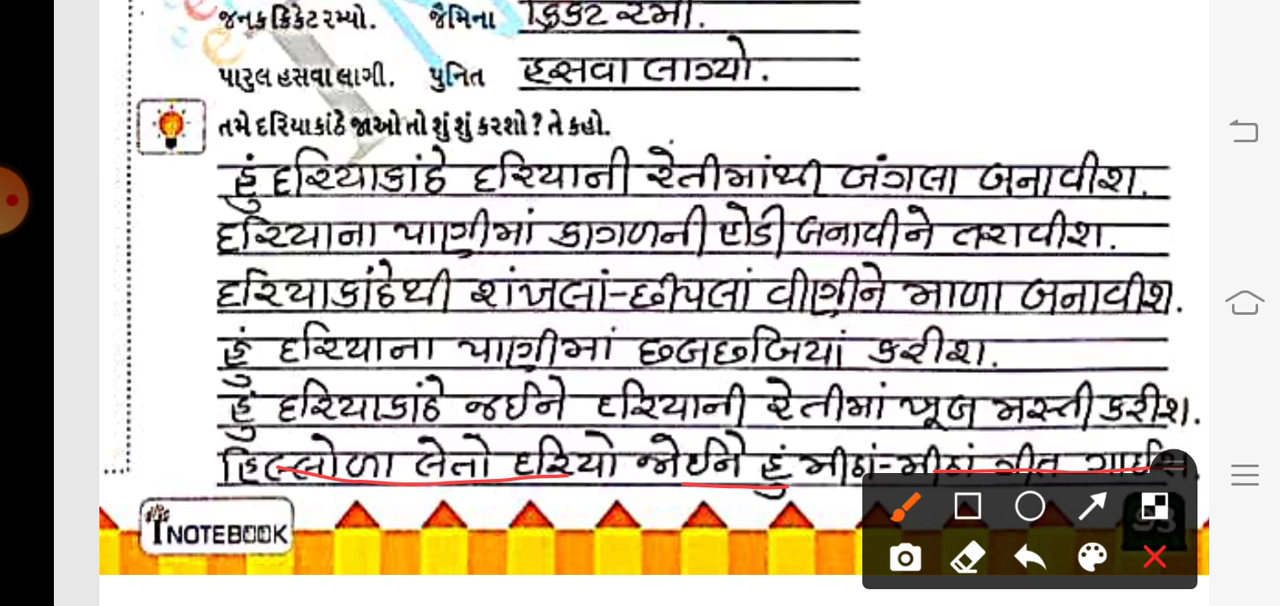 જનક ક્રિકેટ રમ્યો. જૈમિના ક્રિકેટ રમી.
પારુલ હસવા લાગી. પુનિત હસવા લાગ્યો.
તમે દરિયાકાંઠે જાઓ તો શું શું કરશો? તે કહો.
હું દરિયાકાંઠે દરિયાની રેતીમાંથી બંગલા બનાવીશ.
દરિયાના પાણીમાં કાગળની હોડી બનાવીને તરાવીશ.
દરિયાકાંઠેથી શંખલાં-છીપલાં વીણીને માળા બનાવીશ.
હું દરિયાના પાણીમાં છબછબિયાં કરીશ.
હું દરિયાકાંઠે જઈને દરિયાની રેતીમાં ખૂબ મસ્તી કરીશ.
હિલ્લોળા લેતો દરિયો જોઈને હું મીઠાં-મીઠાં ગીત ગાઈશ.
NOTEBOOK